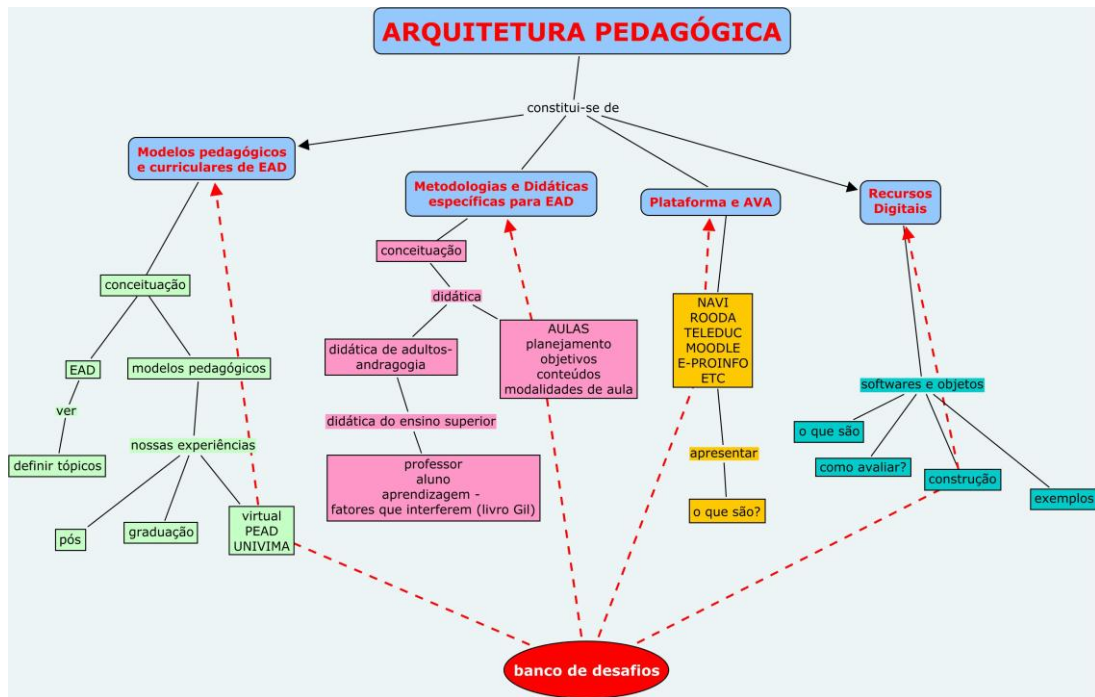 ARQUITETURA PEDAGÓGICA
constitui-se de
Modelos pedagógicos
e curriculares de EAD
Metodologias e Didáticas
específicas para EAD
Plataforma e AVA
Recursos
Digitais
conceituação
EAD
ver
definir tópicos
modelos pedagógicos
nossas experiências
pós
graduação
virtual
PEAD
UNIVIMA
conceituação
didática
didática de adultos-
andragogia
didática do ensino superior
professor
aluno
aprendizagem -
fatores que interferem (livro Gil)
AULAS
planejamento
objetivos
conteúdos
modalidades de aula
NAVI
ROODA
TELEDUC
MOODLE
E-PROINFO
ETC
apresentar
o que são?
softwares e objetos
o que são
como avaliar?
construção
exemplos
banco de desafios